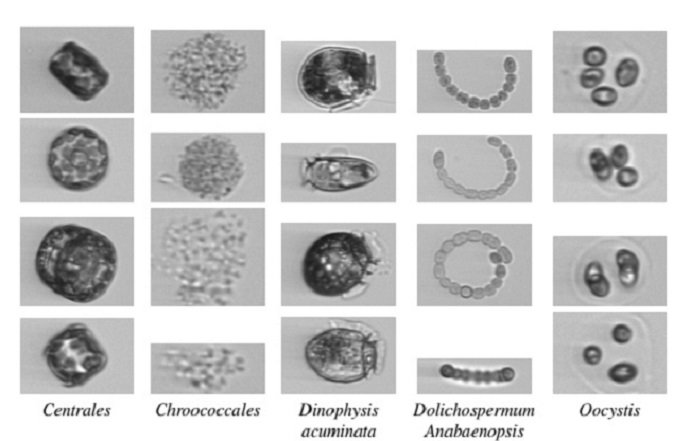 Centrales
Chroococcales
Dinophysis
acuminata
Dolichospermum
Anabaenopsis
Oocystis